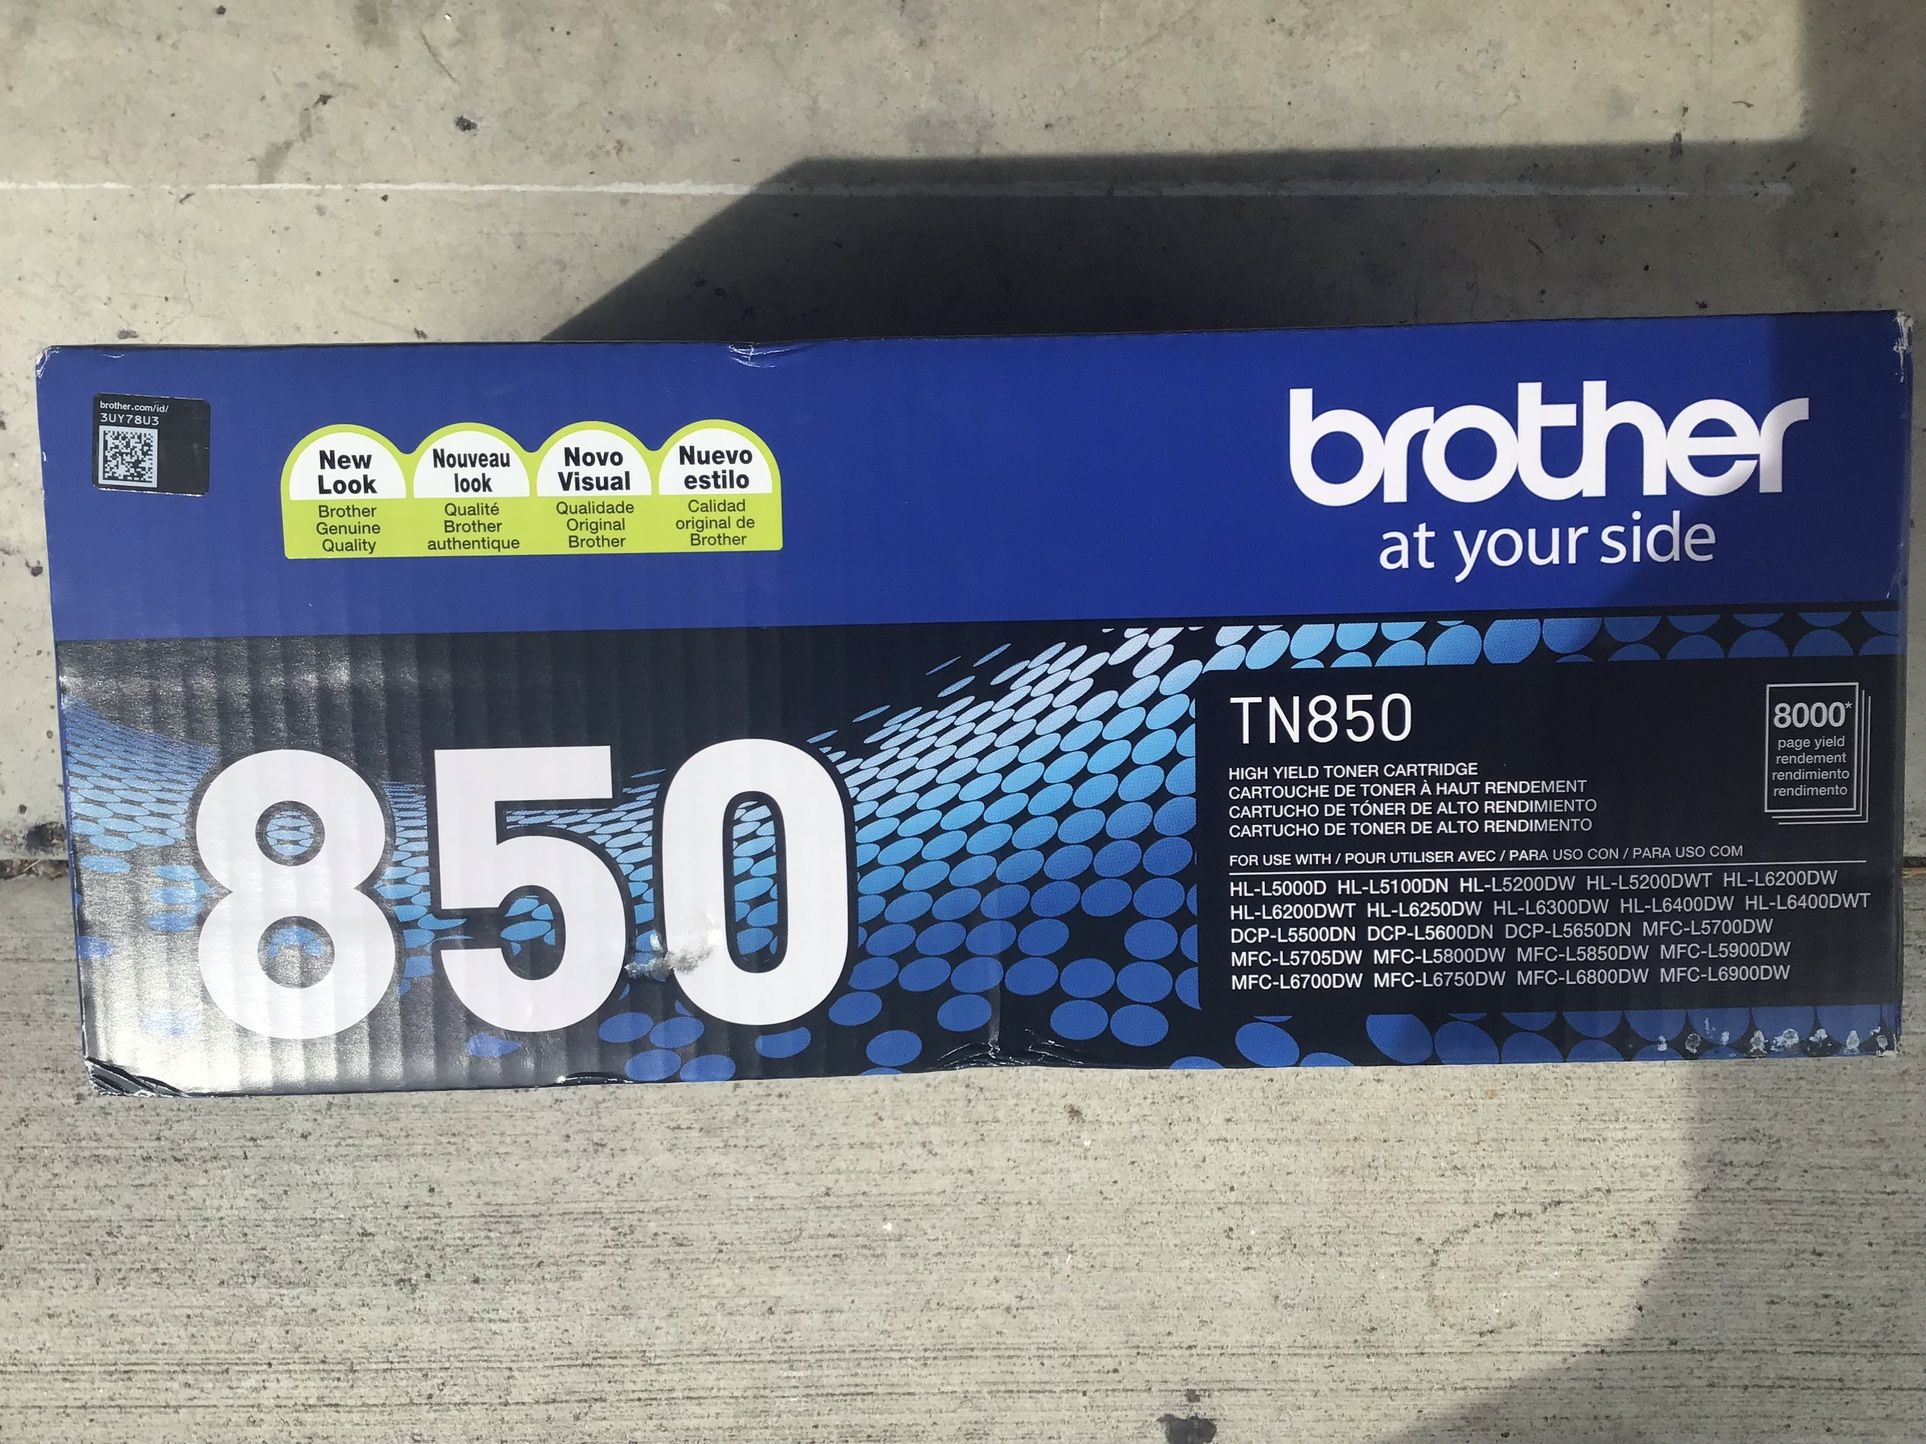 brother.com/id/
3UY78U3
New
Look
Brother
Genuine
Quality
Nouveau
look
Qualité
Brother
authentique
Novo
Visual
Qualidade
Original
Brother
Nuevo
estilo
Calidad
original de
Brother
brother
at your side
850
TN850
HIGH YIELD TONER CARTRIDGE
CARTOUCHE DE TONER À HAUT RENDEMENT
CARTUCHO DE TÓNER DE ALTO RENDIMIENTO
CARTUCHO DE TONER DE ALTO RENDIMENTO
8000*
page yield
rendement
rendimiento
rendimento
FOR USE WITH / POUR UTILISER AVEC / PARA USO CON / PARA USO COM
HL-L5000D HL-L5100DN HL-L5200DW HL-L5200DWT HL-L6200DW
HL-L6200DWT HL-L6250DW HL-L6300DW HL-L6400DW HL-L6400DWT
DCP-L5500DN DCP-L5600DN DCP-L5650DN MFC-L5700DW
MFC-L5705DW MFC-L5800DW MFC-L5850DW MFC-L5900DW
MFC-L6700DW MFC-L6750DW MFC-L6800DW MFC-L6900DW